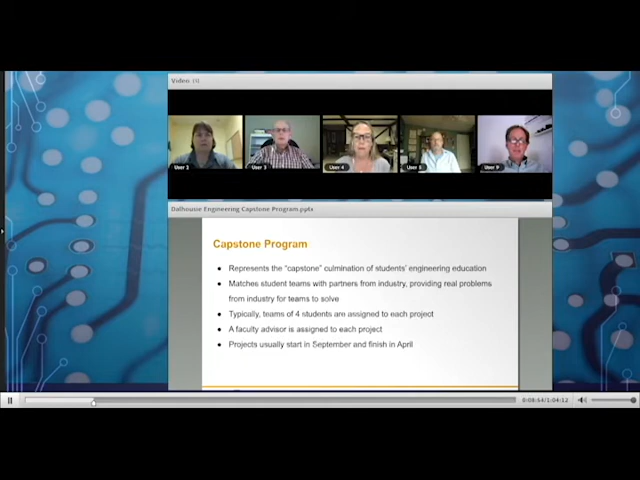 Video (1)
User 2
User 3
User 4
User 5
User 9
Dalhousie Engineering Capstone Program.pptx
Capstone Program
• Represents the "capstone" culmination of students' engineering education
• Matches student teams with partners from industry, providing real problems
from industry for teams to solve
• Typically, teams of 4 students are assigned to each project
• A faculty advisor is assigned to each project
• Projects usually start in September and finish in April
0:08:54/1:04:12